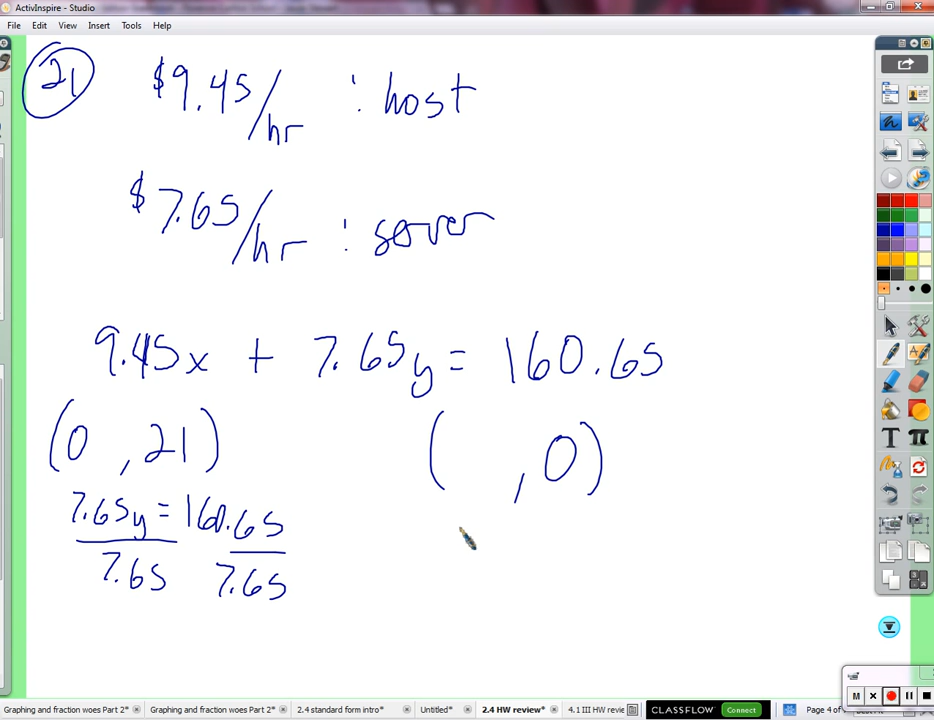 ActivInspire - Studio
File Edit View Insert Tools Help
21 $9.45/hr : host
$7.65/hr : server
9.45x + 7.65y = 160.65
(0 , 21) ( , 0)
7.65y = 160.65
7.65 7.65
Graphing and fraction woes Part 2* Graphing and fraction woes Part 2* 2.4 standard form intro* Untitled* 2.4 HW review* 4.1 III HW revie CLASSFLOW Connect Page 4 of